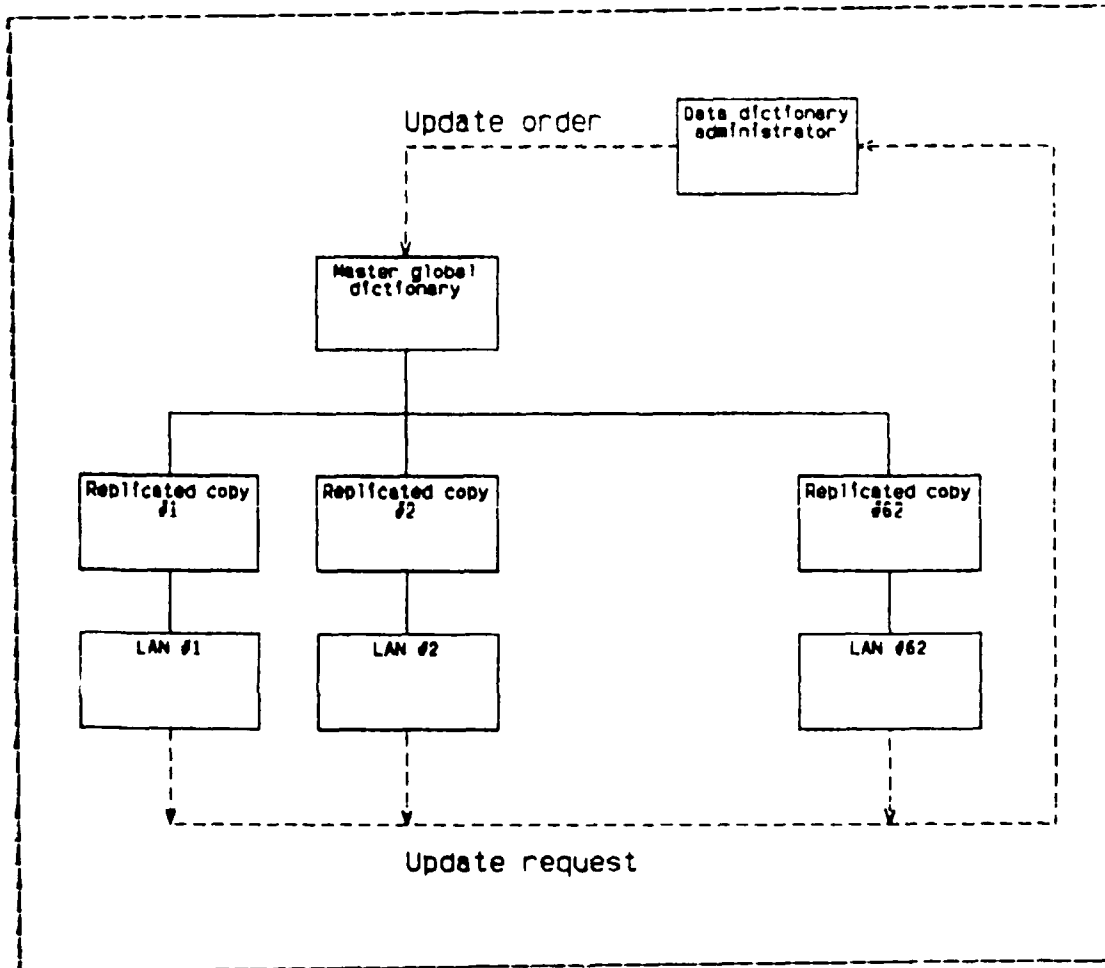 Data dictionary
administrator
Update order
Master global
dictionary
Replicated copy
#1
Replicated copy
#2
Replicated copy
#62
LAN #1
LAN #2
LAN #62
Update request